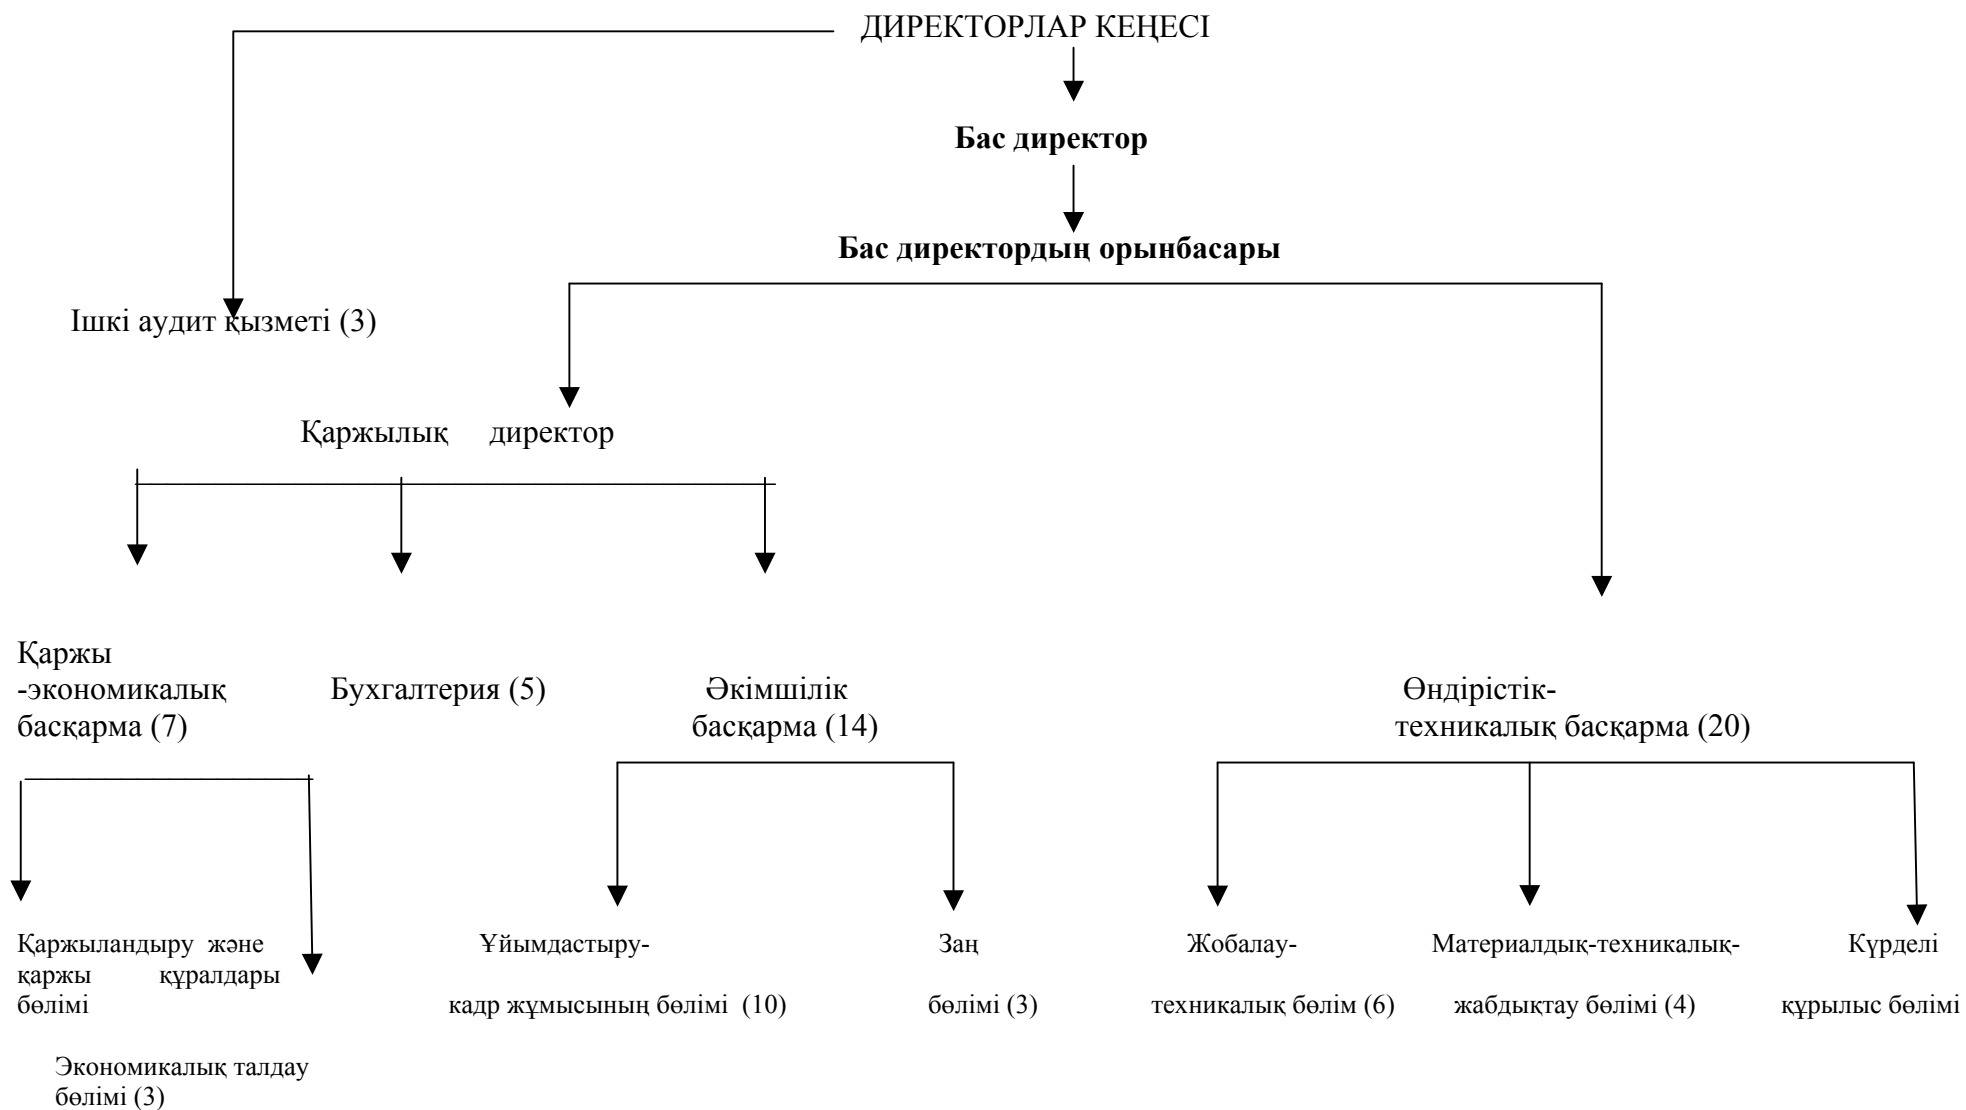 ДИРЕКТОРЛАР КЕҢЕСІ
Бас директор
Бас директордың орынбасары
Ішкі аудит қызметі (3)
Қаржылық директор
Қаржы
-экономикалық
басқарма (7)
Бухгалтерия (5)
Әкімшілік
басқарма (14)
Өндірістік-
техникалық басқарма (20)
Қаржыландыру және
қаржы құралдары
бөлімі
Экономикалық талдау
бөлімі (3)
Ұйымдастыру-
кадр жұмысының бөлімі (10)
Заң
бөлімі (3)
Жобалау-
техникалық бөлім (6)
Материалдық-техникалық-
жабдықтау бөлімі (4)
Күрделі
құрылыс бөлімі